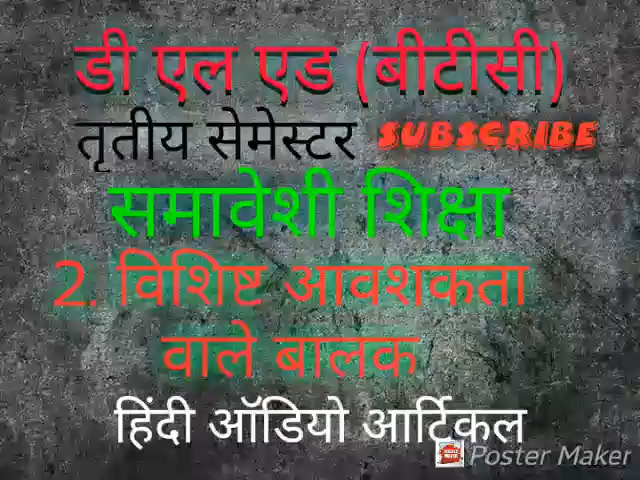 डी एल एड (बीटीसी)
तृतीय सेमेस्टर SUBSCRIBE
समावेशी शिक्षा
2. विशिष्ट आवशकता
वाले बालक
हिंदी ऑडियो आर्टिकल
Poster Maker